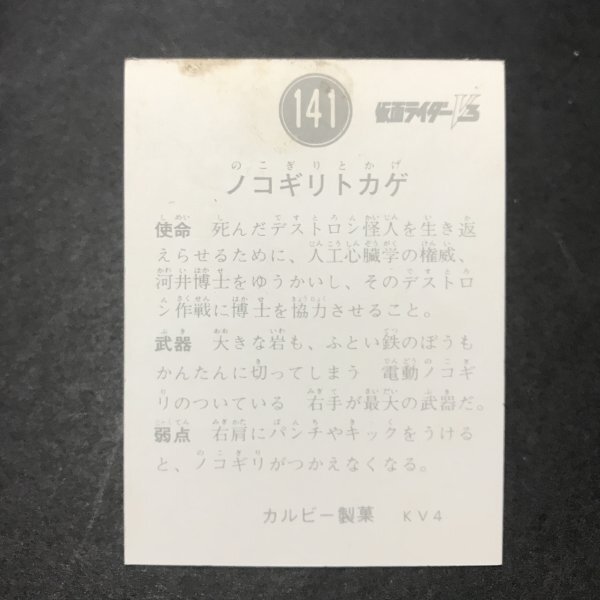 141 仮面ライダーV3
のこぎりとかげ
ノコギリトカゲ
使命 死んだデストロン怪人を生き返
えらせるために、人工心臓学の権威、
河井博士をゆうかいし、そのデストロ
ン作戦に博士を協力させること。
武器 大きな岩も、ふとい鉄のぼうも
かんたんに切ってしまう 電動ノコギ
リのついている 右手が最大の武器だ。
弱点 右肩にパンチやキックをうける
と、ノコギリがつかえなくなる。
カルビー製菓 KV4